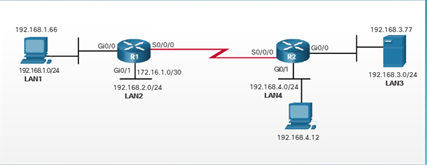 192.168.1.66
192.168.3.77
Gi0/0
S0/0/0
R1
S0/0/0
R2
Gi0/0
192.168.1.0/24
LAN1
Gi0/1
172.16.1.0/30
Gi0/1
192.168.3.0/24
LAN3
192.168.2.0/24
LAN2
192.168.4.0/24
LAN4
192.168.4.12